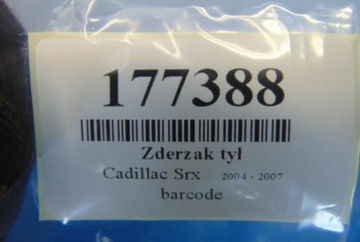 177388
Zderzak tył
Cadillac Srx 2004 - 2007
barcode